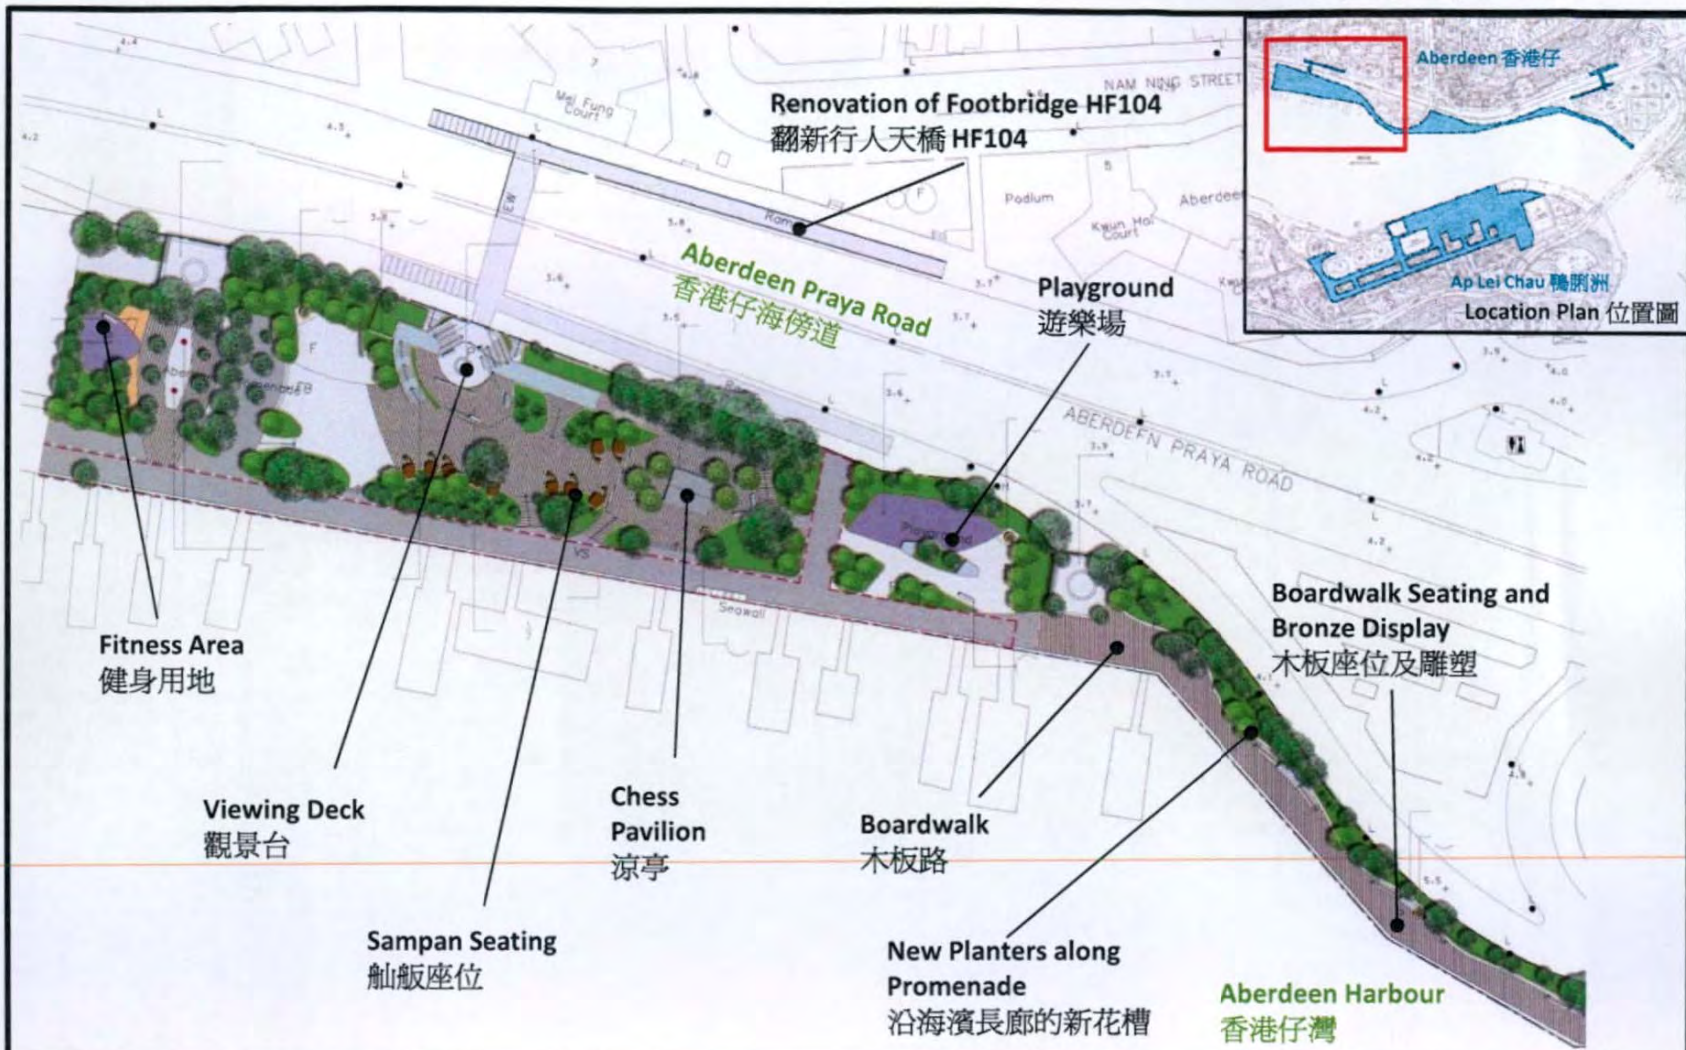 Aberdeen 香港仔
Ap Lei Chau 鴨脷洲
Location Plan 位置圖
NAM NING STREET
Mei Fung
Court
Renovation of Footbridge HF104
翻新行人天橋 HF104
Podium
Kwun Hoi
Court
Aberdeen
Aberdeen Praya Road
香港仔海傍道
Playground
遊樂場
ABERDEEN PRAYA ROAD
Playground
Seawall
Fitness Area
健身用地
Viewing Deck
觀景台
Sampan Seating
舢舨座位
Chess
Pavilion
涼亭
Boardwalk
木板路
New Planters along
Promenade
沿海濱長廊的新花槽
Boardwalk Seating and
Bronze Display
木板座位及雕塑
Aberdeen Harbour
香港仔灣